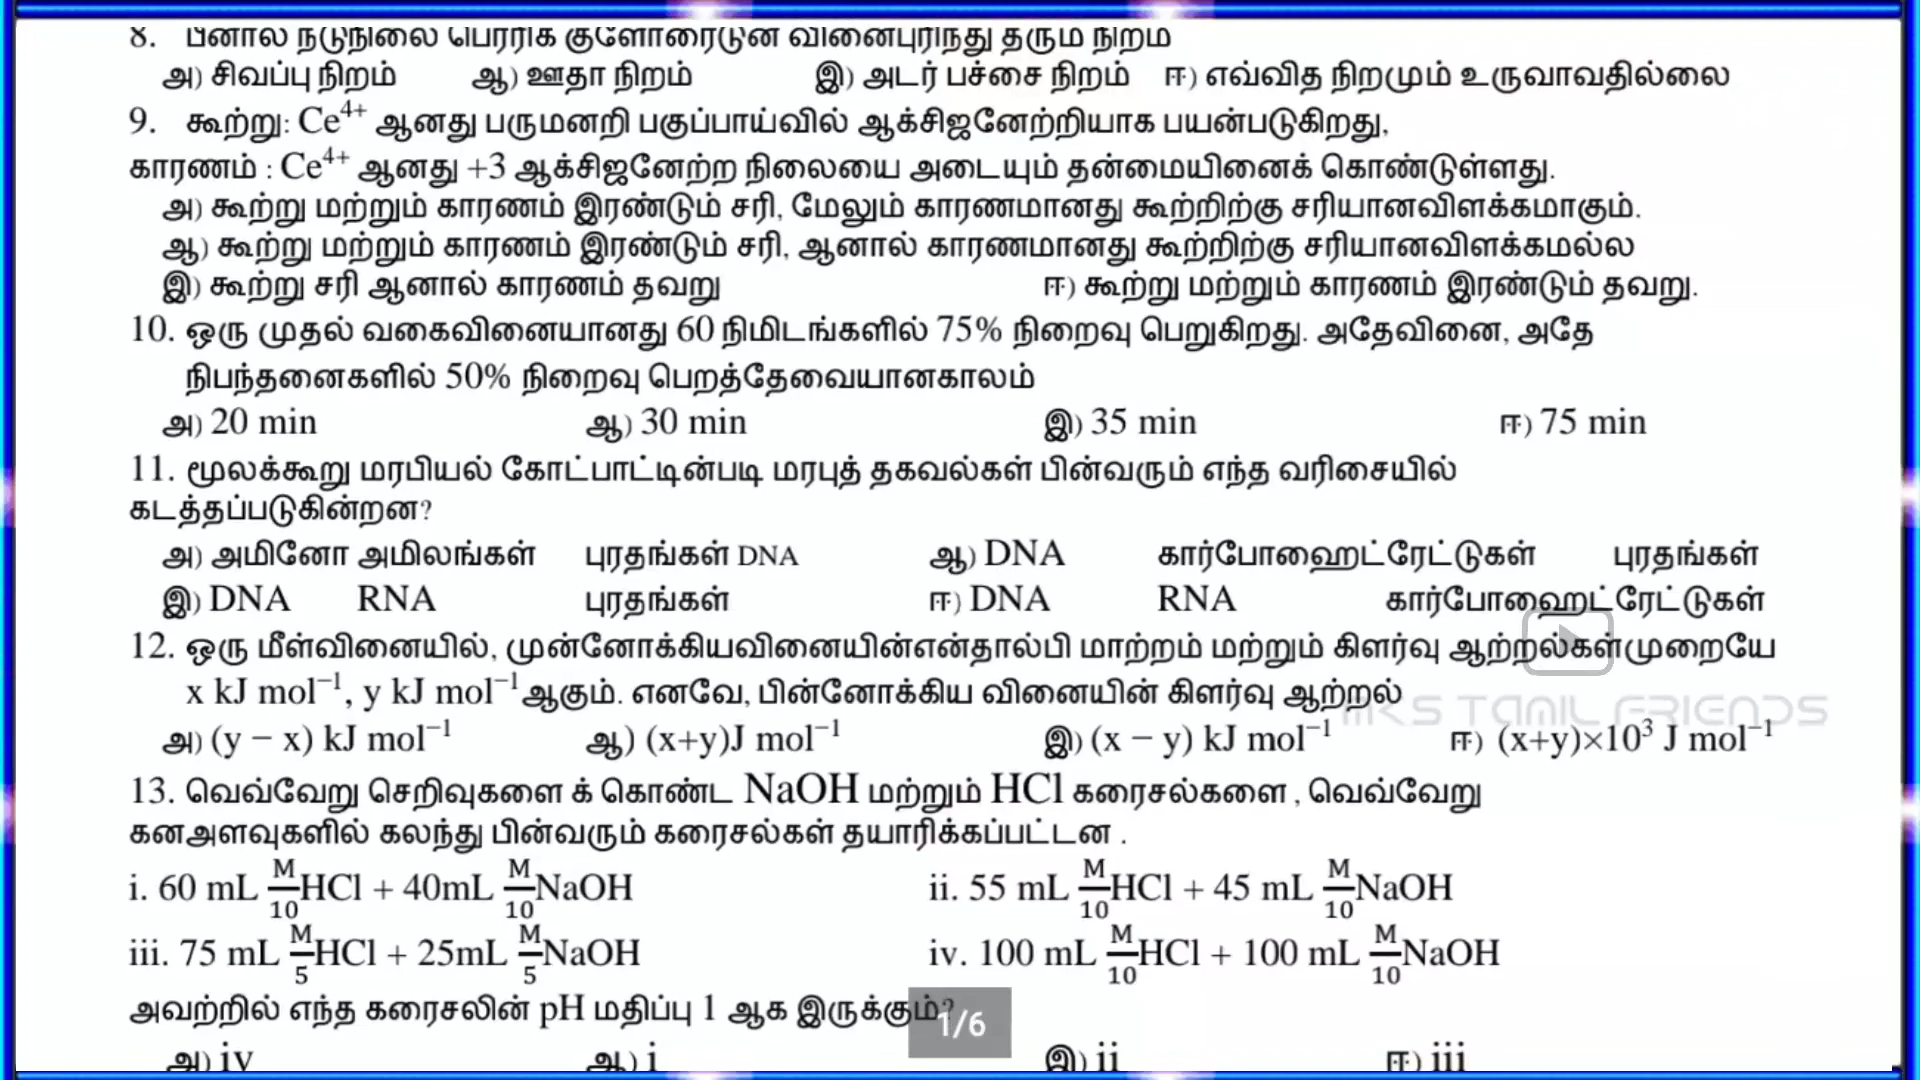 8. பீனால் நடுநிலை பெர்ரிக் குளோரைடுன் வினைபுரிந்து தரும் நிறம்
அ) சிவப்பு நிறம் ஆ) ஊதா நிறம் இ) அடர் பச்சை நிறம் ஈ) எவ்வித நிறமும் உருவாவதில்லை
9. கூற்று: Ce⁴⁺ ஆனது பருமனறி பகுப்பாய்வில் ஆக்சிஜனேற்றியாக பயன்படுகிறது,
காரணம் : Ce⁴⁺ ஆனது +3 ஆக்சிஜனேற்ற நிலையை அடையும் தன்மையினைக் கொண்டுள்ளது.
அ) கூற்று மற்றும் காரணம் இரண்டும் சரி, மேலும் காரணமானது கூற்றிற்கு சரியானவிளக்கமாகும்.
ஆ) கூற்று மற்றும் காரணம் இரண்டும் சரி, ஆனால் காரணமானது கூற்றிற்கு சரியானவிளக்கமல்ல
இ) கூற்று சரி ஆனால் காரணம் தவறு ஈ) கூற்று மற்றும் காரணம் இரண்டும் தவறு.
10. ஒரு முதல் வகைவினையானது 60 நிமிடங்களில் 75% நிறைவு பெறுகிறது. அதேவினை, அதே
நிபந்தனைகளில் 50% நிறைவு பெறத்தேவையானகாலம்
அ) 20 min ஆ) 30 min இ) 35 min ஈ) 75 min
11. மூலக்கூறு மரபியல் கோட்பாட்டின்படி மரபுத் தகவல்கள் பின்வரும் எந்த வரிசையில்
கடத்தப்படுகின்றன?
அ) அமினோ அமிலங்கள் புரதங்கள் DNA ஆ) DNA கார்போஹைட்ரேட்டுகள் புரதங்கள்
இ) DNA RNA புரதங்கள் ஈ) DNA RNA கார்போஹைட்ரேட்டுகள்
12. ஒரு மீள்வினையில், முன்னோக்கியவினையின்என்தால்பி மாற்றம் மற்றும் கிளர்வு ஆற்றல்கள்முறையே
x kJ mol⁻¹, y kJ mol⁻¹ஆகும். எனவே, பின்னோக்கிய வினையின் கிளர்வு ஆற்றல்
MKS TAMIL FRIENDS
அ) (y − x) kJ mol⁻¹ ஆ) (x+y)J mol⁻¹ இ) (x − y) kJ mol⁻¹ ஈ) (x+y)×10³ J mol⁻¹
13. வெவ்வேறு செறிவுகளை க் கொண்ட NaOH மற்றும் HCl கரைசல்களை , வெவ்வேறு
கனஅளவுகளில் கலந்து பின்வரும் கரைசல்கள் தயாரிக்கப்பட்டன .
i. 60 mL M/10 HCl + 40mL M/10 NaOH ii. 55 mL M/10 HCl + 45 mL M/10 NaOH
iii. 75 mL M/5 HCl + 25mL M/5 NaOH iv. 100 mL M/10 HCl + 100 mL M/10 NaOH
அவற்றில் எந்த கரைசலின் pH மதிப்பு 1 ஆக இருக்கும்?
1/6
அ) iv ஆ) i இ) ii ஈ) iii